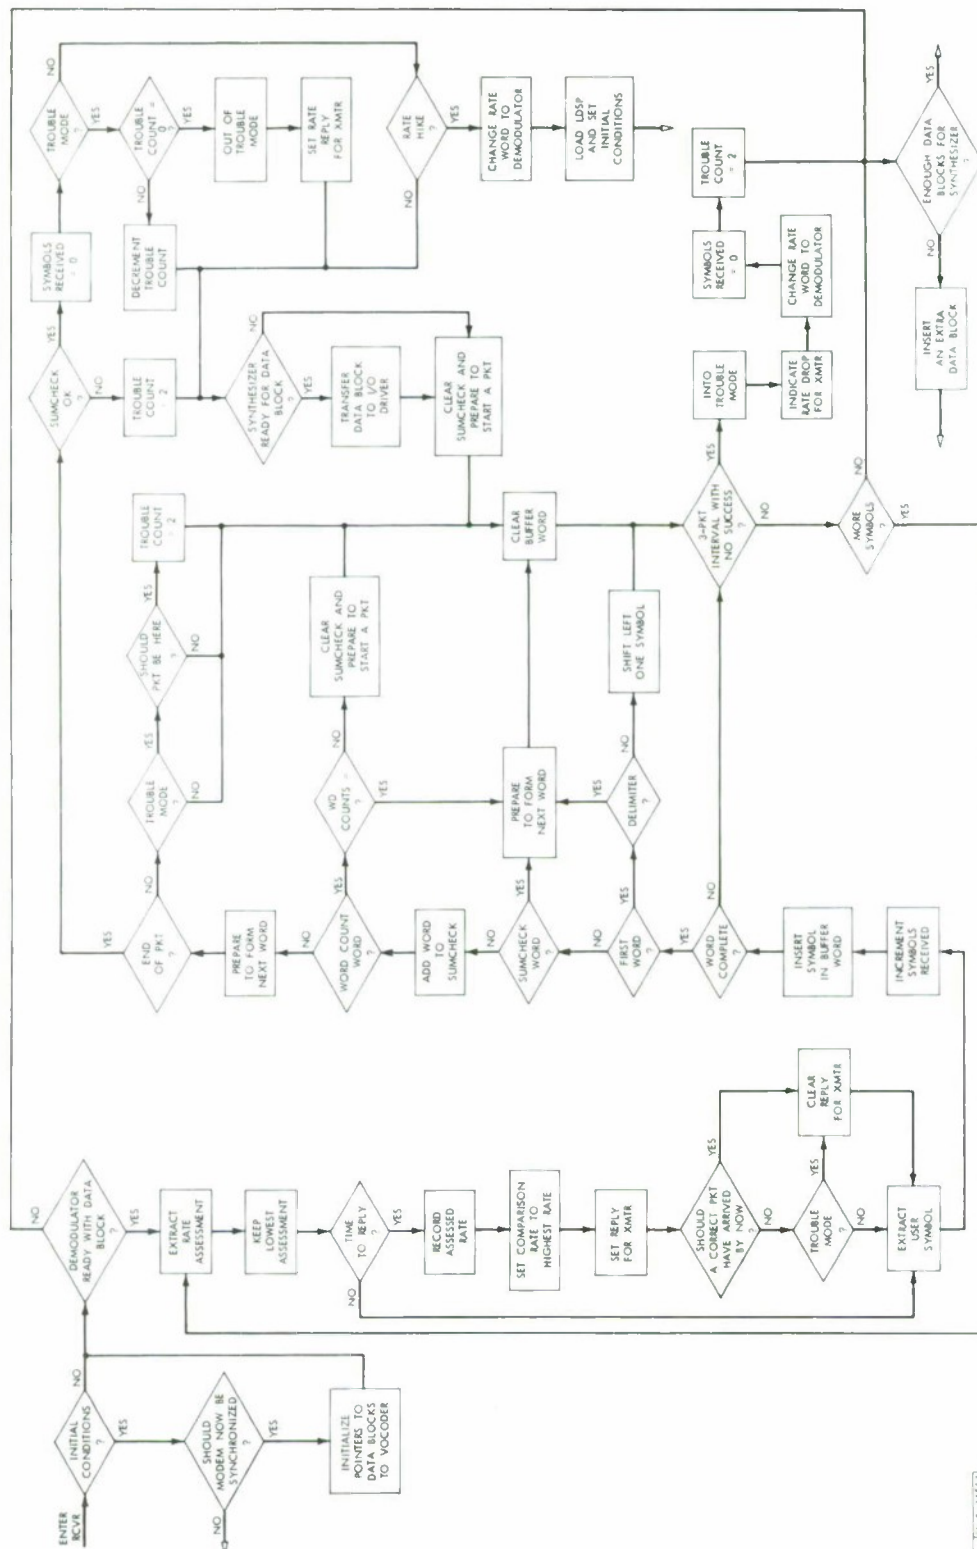 ENTER
RCVR
INITIAL
CONDITIONS
?
NO
YES
SHOULD
MODEM NOW BE
SYNCHRONIZED
?
NO
YES
INITIALIZE
POINTERS TO
DATA BLOCKS
TO VOCODER
DEMODULATOR
READY WITH DATA
BLOCK
?
NO
YES
EXTRACT
RATE
ASSESSMENT
KEEP
LOWEST
ASSESSMENT
TIME
TO REPLY
?
NO
YES
RECORD
ASSESSED
RATE
SET COMPARISON
RATE TO
HIGHEST RATE
SET REPLY
FOR XMTR
SHOULD
A CORRECT PKT
HAVE ARRIVED
BY NOW
?
YES
NO
TROUBLE
MODE
?
YES
NO
CLEAR
REPLY
FOR XMTR
EXTRACT
USER
SYMBOL
INCREMENT
SYMBOLS
RECEIVED
INSERT
SYMBOL
IN BUFFER
WORD
WORD
COMPLETE
?
NO
YES
FIRST
WORD
?
YES
NO
DELIMITER
?
NO
YES
SHIFT LEFT
ONE SYMBOL
SUMCHECK
WORD
?
YES
NO
PREPARE
TO FORM
NEXT WORD
CLEAR
BUFFER
WORD
ADD WORD
TO
SUMCHECK
WORD COUNT
WORD
?
YES
NO
WD
COUNTS =
?
NO
YES
CLEAR
SUMCHECK AND
PREPARE TO
START A PKT
PREPARE
TO FORM
NEXT WORD
END
OF PKT
?
YES
NO
TROUBLE
MODE
?
YES
NO
SHOULD
PKT BE HERE
?
YES
NO
TROUBLE
COUNT
= 2
SUMCHECK
OK
?
YES
NO
TROUBLE
COUNT
= 2
SYMBOLS
RECEIVED
= 0
TROUBLE
MODE
?
NO
YES
TROUBLE
COUNT =
0
?
NO
YES
DECREMENT
TROUBLE
COUNT
OUT OF
TROUBLE
MODE
SET RATE
REPLY
FOR XMTR
RATE
HIKE
?
NO
YES
CHANGE RATE
WORD TO
DEMODULATOR
LOAD LDSP
AND SET
INITIAL
CONDITIONS
SYNTHESIZER
READY FOR DATA
BLOCK
?
NO
YES
TRANSFER
DATA BLOCK
TO I/O
DRIVER
CLEAR
SUMCHECK AND
PREPARE TO
START A PKT
3-PKT
INTERVAL WITH
NO SUCCESS
?
YES
NO
INTO
TROUBLE
MODE
INDICATE
RATE DROP
FOR XMTR
CHANGE RATE
WORD TO
DEMODULATOR
SYMBOLS
RECEIVED
= 0
TROUBLE
COUNT
= 2
MORE
SYMBOLS
?
NO
YES
ENOUGH DATA
BLOCKS FOR
SYNTHESIZER
?
YES
NO
INSERT
AN EXTRA
DATA BLOCK